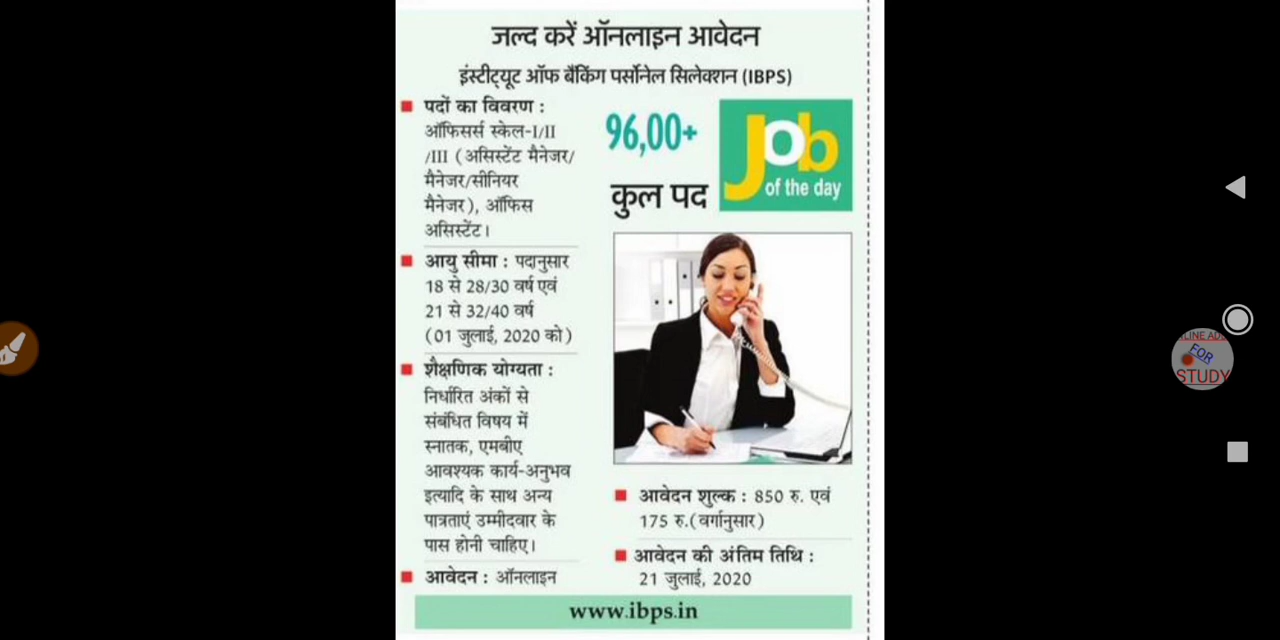 जल्द करें ऑनलाइन आवेदन
इंस्टीट्यूट ऑफ बैंकिंग पर्सोनेल सिलेक्शन (IBPS)
पदों का विवरण :
ऑफिसर्स स्केल-I/II
/III (असिस्टेंट मैनेजर/
मैनेजर/सीनियर
मैनेजर), ऑफिस
असिस्टेंट।
आयु सीमा : पदानुसार
18 से 28/30 वर्ष एवं
21 से 32/40 वर्ष
(01 जुलाई, 2020 को)
शैक्षणिक योग्यता :
निर्धारित अंकों से
संबंधित विषय में
स्नातक, एमबीए
आवश्यक कार्य-अनुभव
इत्यादि के साथ अन्य
पात्रताएं उम्मीदवार के
पास होनी चाहिए।
आवेदन : ऑनलाइन
96,00+
कुल पद
Job
of the day
आवेदन शुल्क : 850 रु. एवं
175 रु.(वर्गानुसार)
आवेदन की अंतिम तिथि :
21 जुलाई, 2020
www.ibps.in
FOR
STUDY